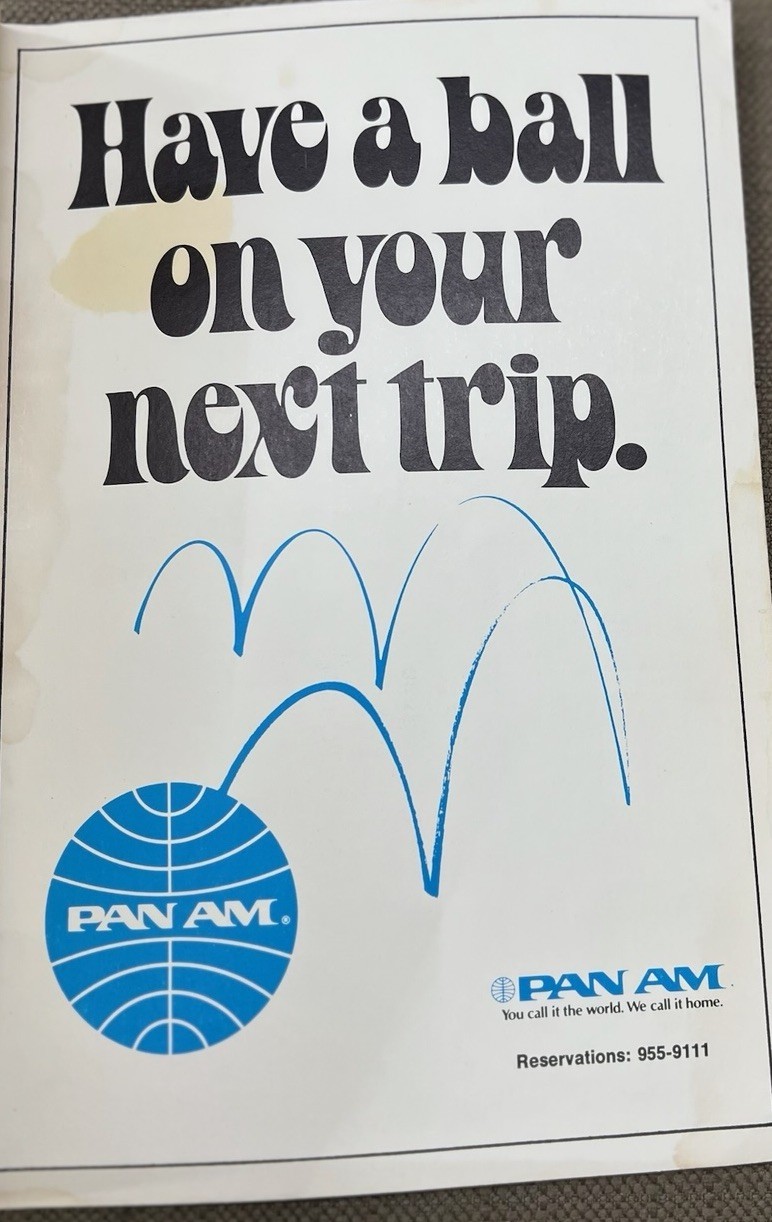 Have a ball
on your
next trip.
PAN AM®
PAN AM.
You call it the world. We call it home.
Reservations: 955-9111